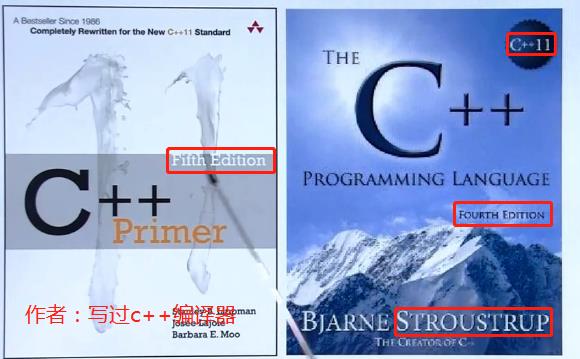 A Bestseller Since 1986
Completely Rewritten for the New C++11 Standard
Fifth Edition
C++
Primer
作者：写过c++编译器
Barbara E. Moo
C++11
THE
C++
PROGRAMMING LANGUAGE
FOURTH EDITION
BJARNE STROUSTRUP
THE CREATOR OF C++